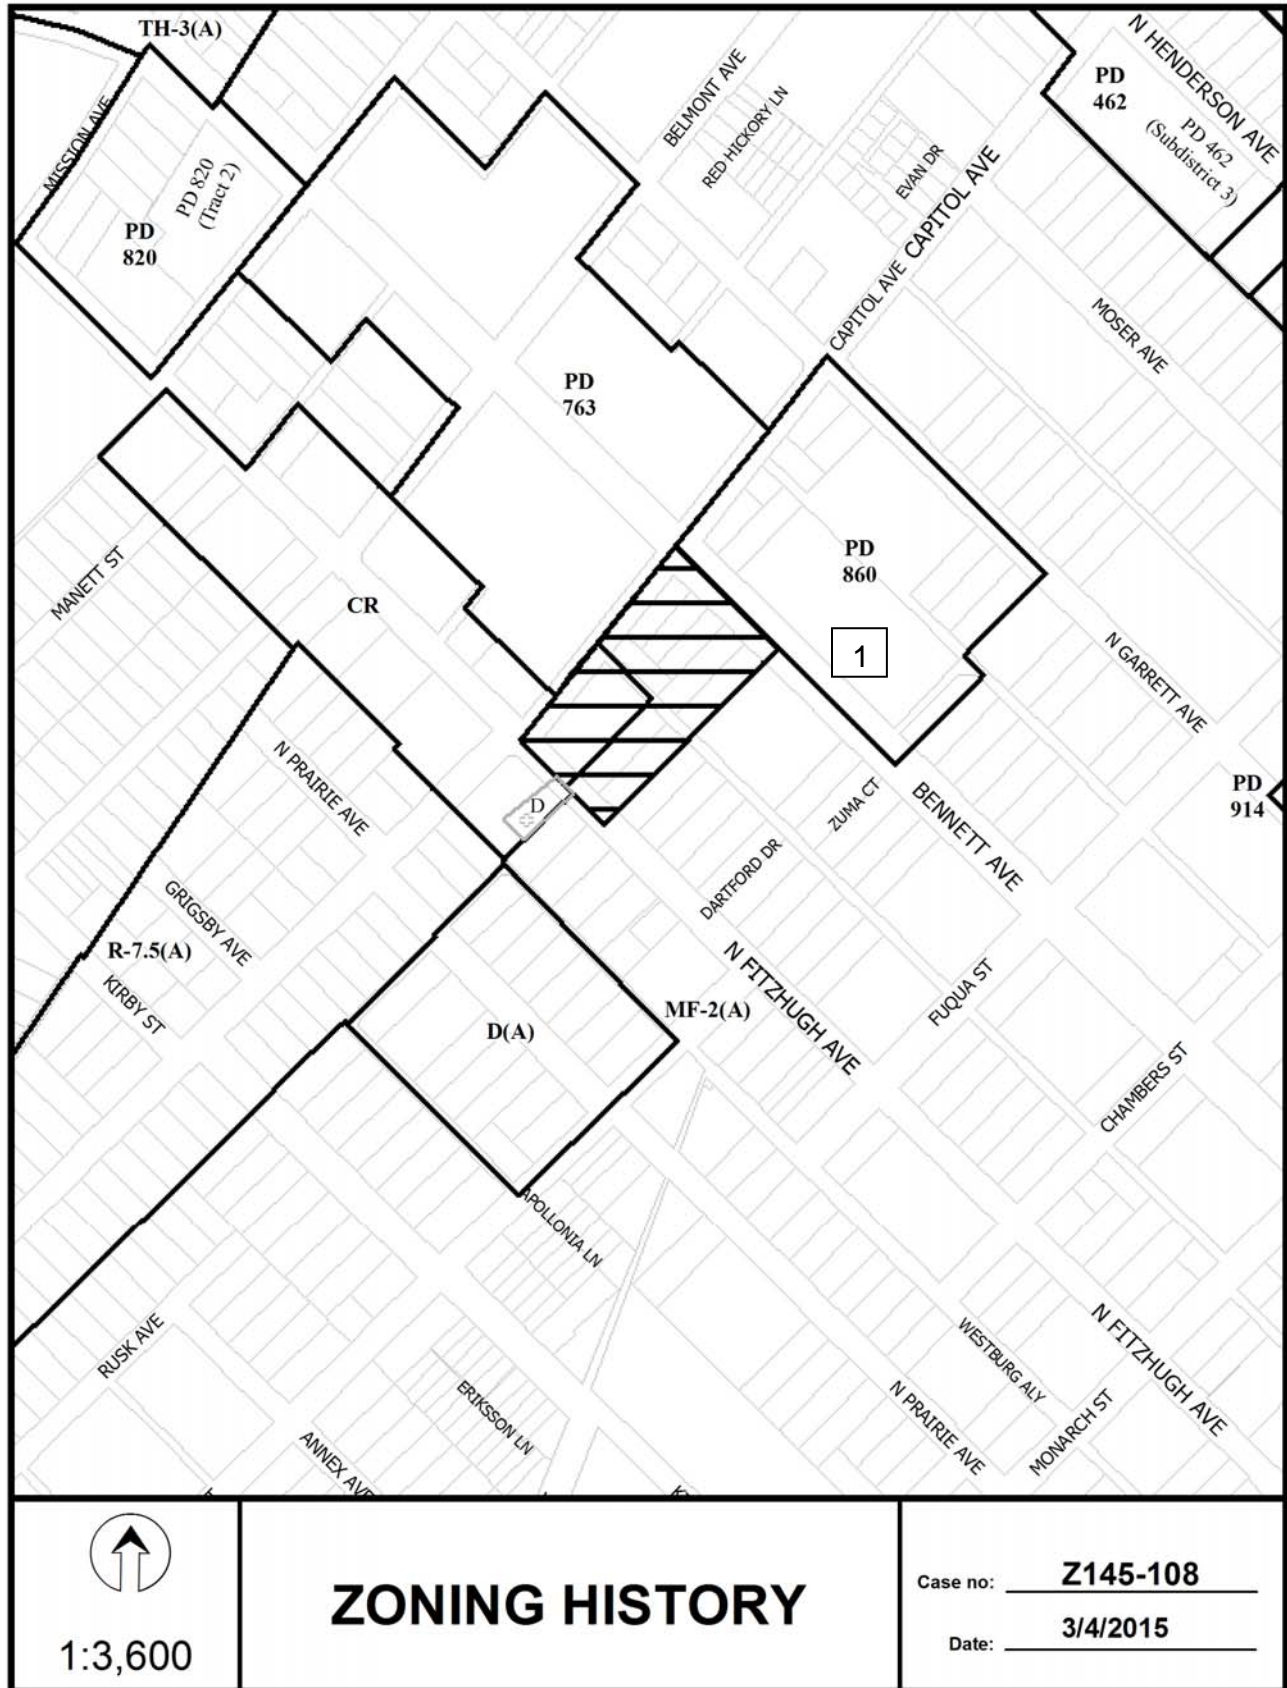 TH-3(A)
N HENDERSON AVE
PD
462
PD 462
(Subdistrict 3)
BELMONT AVE
RED HICKORY LN
MISSION AVE
PD 820
(Tract 2)
PD
820
EVAN DR
CAPITOL AVE
CAPITOL AVE
MOSER AVE
PD
763
PD
860
MANETT ST
CR
1
N GARRETT AVE
N PRAIRIE AVE
D
ZUMA CT
BENNETT AVE
PD
914
DARTFORD DR
GRIGSBY AVE
R-7.5(A)
KIRBY ST
N FITZHUGH AVE
FUQUA ST
MF-2(A)
D(A)
CHAMBERS ST
APOLLONIA LN
RUSK AVE
N FITZHUGH AVE
WESTBURG ALY
ERIKSSON LN
N PRAIRIE AVE
MONARCH ST
ANNEX AVE
1:3,600
ZONING HISTORY
Case no: Z145-108
Date: 3/4/2015